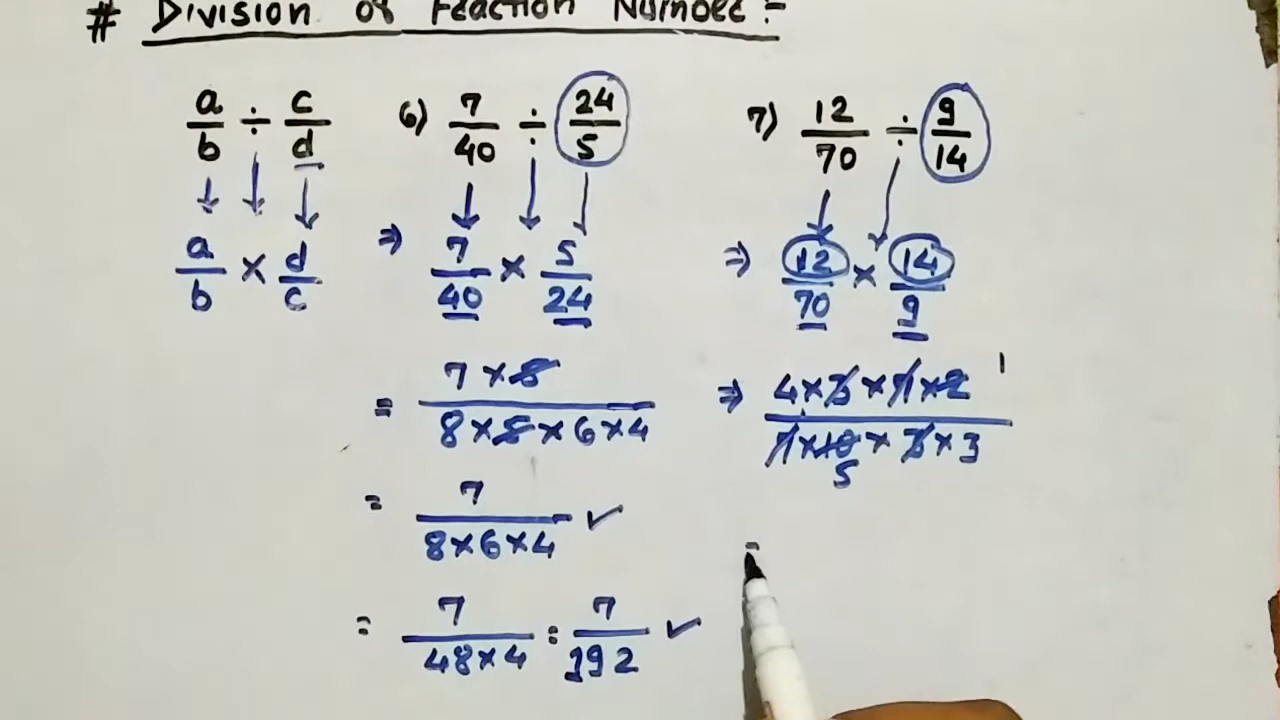 # Division of Fraction Number :-
a/b ÷ c/d
a/b × d/c
6) 7/40 ÷ 24/5
⇒ 7/40 × 5/24
= 7×5 / 8×5×6×4
= 7 / 8×6×4 ✓
= 7 / 48×4 = 7/192 ✓
7) 12/70 ÷ 9/14
⇒ 12/70 × 14/9
⇒ 4×3×7×2 / 7×10×3×3
1
5
=